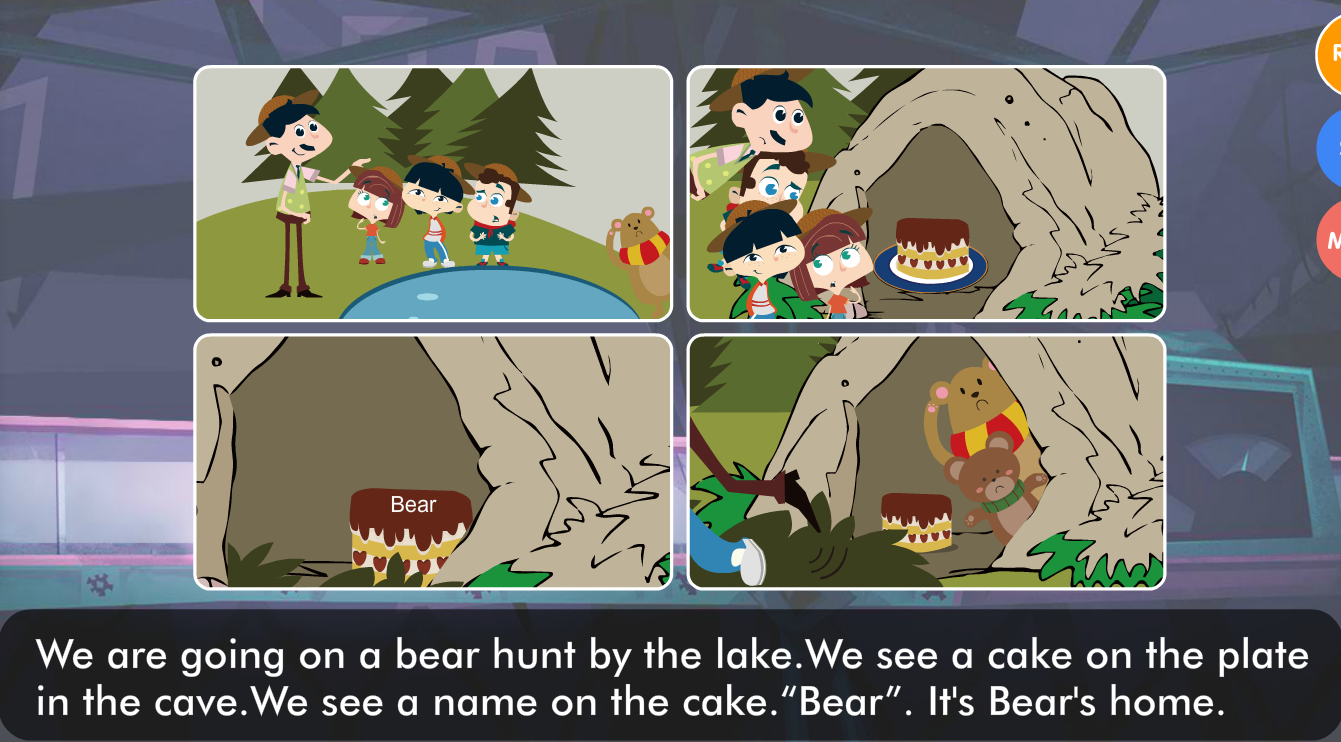 Bear
We are going on a bear hunt by the lake.We see a cake on the plate
in the cave.We see a name on the cake.“Bear”. It's Bear's home.